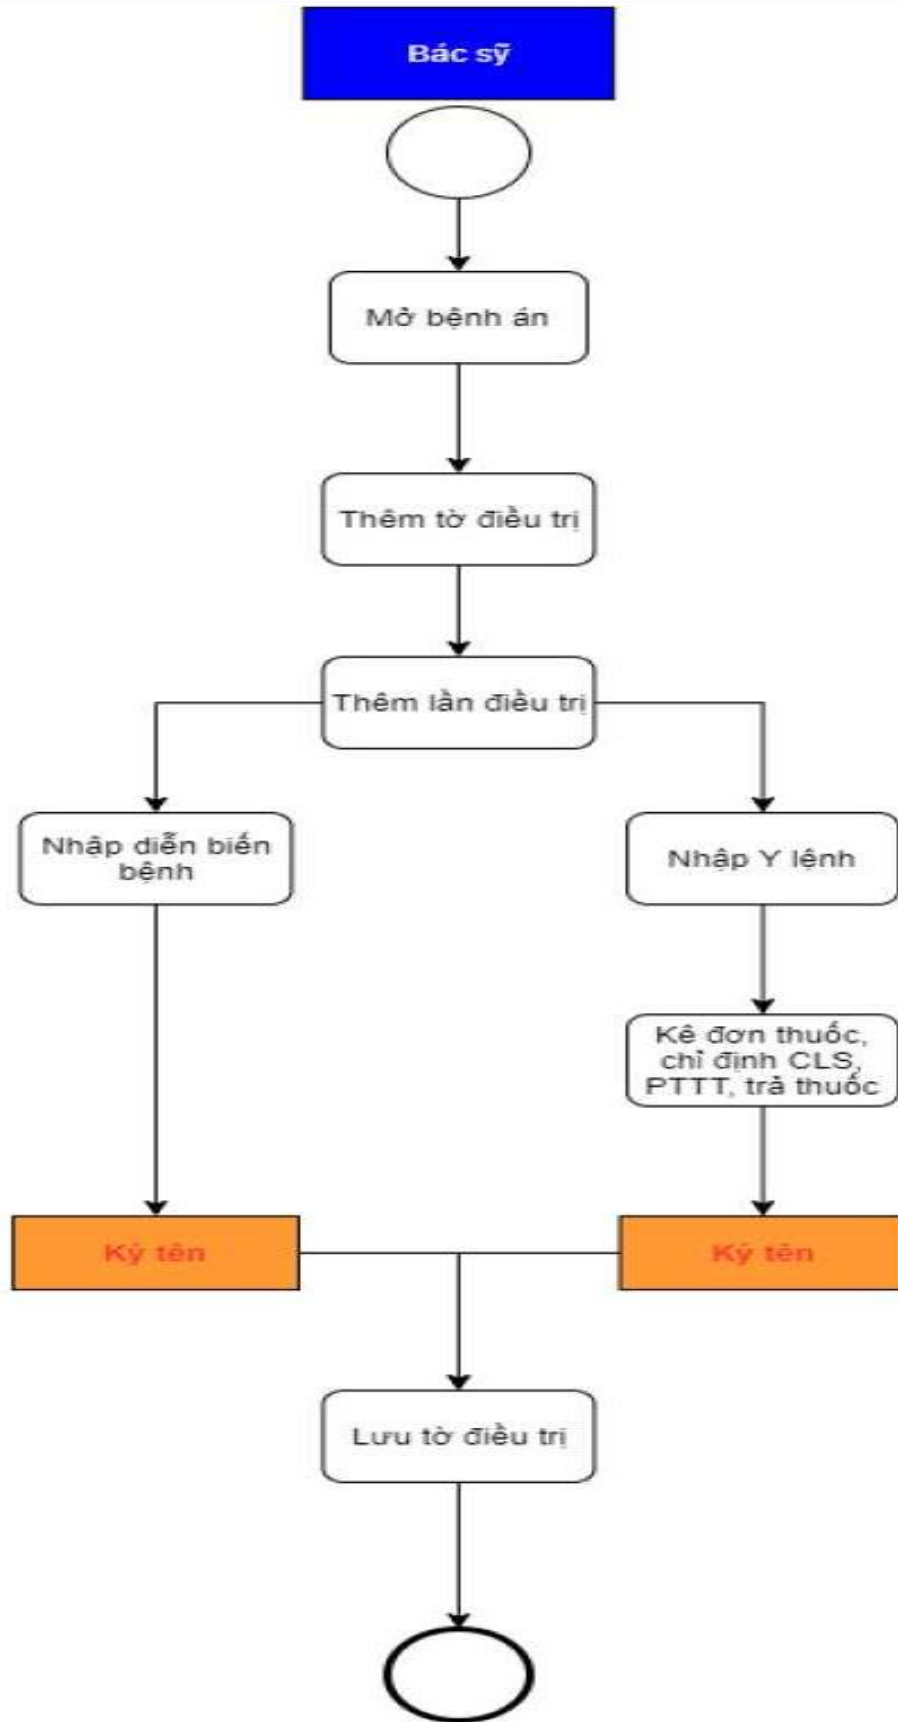 Bác sỹ
Mở bệnh án
Thêm tờ điều trị
Thêm lần điều trị
Nhập diễn biến
bệnh
Nhập Y lệnh
Kê đơn thuốc,
chỉ định CLS,
PTTT, trả thuốc
Ký tên
Ký tên
Lưu tờ điều trị